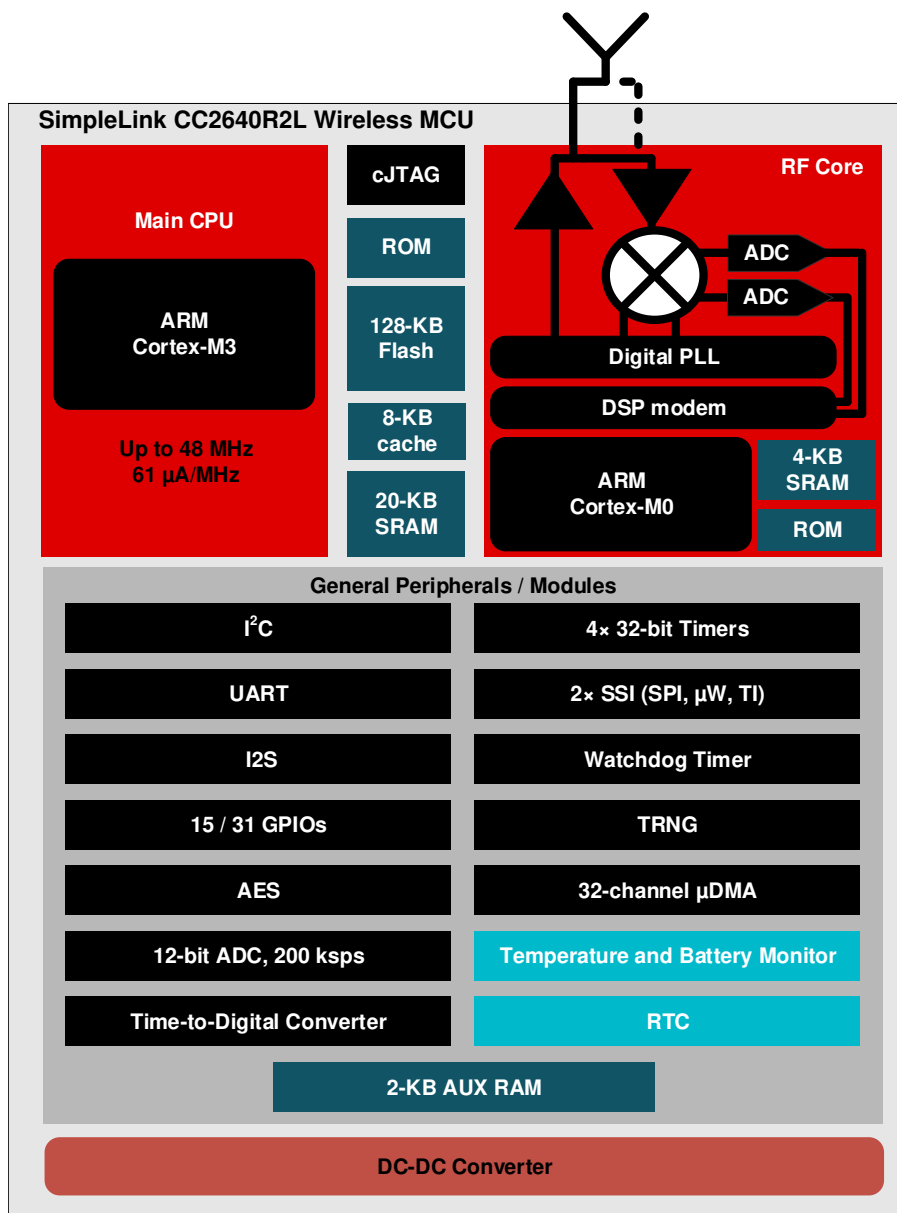 SimpleLink CC2640R2L Wireless MCU
Main CPU
ARM
Cortex-M3
Up to 48 MHz
61 µA/MHz
cJTAG
ROM
128-KB
Flash
8-KB
cache
20-KB
SRAM
RF Core
ADC
ADC
Digital PLL
DSP modem
ARM
Cortex-M0
4-KB
SRAM
ROM
General Peripherals / Modules
I²C
4× 32-bit Timers
UART
2× SSI (SPI, µW, TI)
I2S
Watchdog Timer
15 / 31 GPIOs
TRNG
AES
32-channel µDMA
12-bit ADC, 200 ksps
Temperature and Battery Monitor
Time-to-Digital Converter
RTC
2-KB AUX RAM
DC-DC Converter